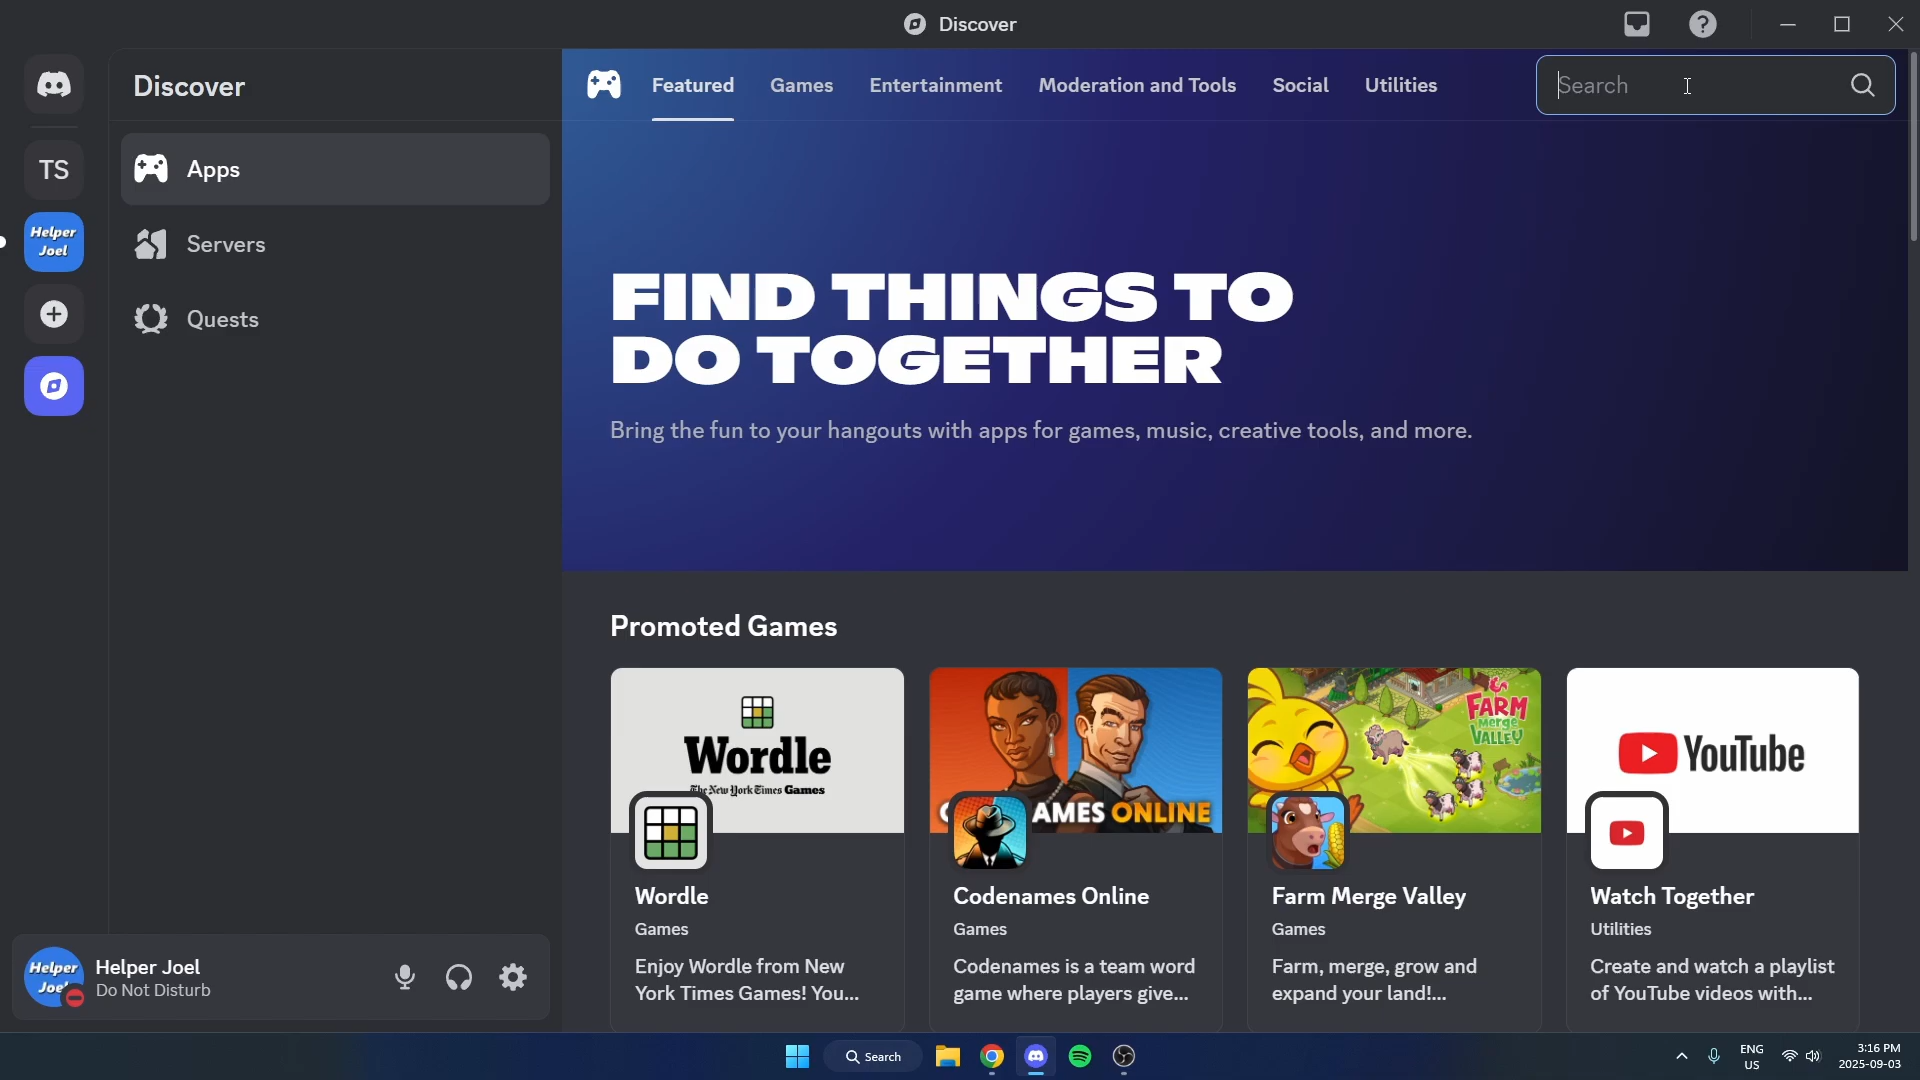 Discover
Discover
Featured
Games
Entertainment
Moderation and Tools
Social
Utilities
Search
TS
Apps
Helper
Joel
Servers
Quests
FIND THINGS TO
DO TOGETHER
Bring the fun to your hangouts with apps for games, music, creative tools, and more.
Promoted Games
Wordle
The New York Times Games
AMES ONLINE
FARM
Merge
VALLEY
YouTube
Wordle
Games
Enjoy Wordle from New
York Times Games! You...
Codenames Online
Games
Codenames is a team word
game where players give...
Farm Merge Valley
Games
Farm, merge, grow and
expand your land!...
Watch Together
Utilities
Create and watch a playlist
of YouTube videos with...
Helper
Joel
Helper Joel
Do Not Disturb
Search
ENG
US
3:16 PM
2025-09-03